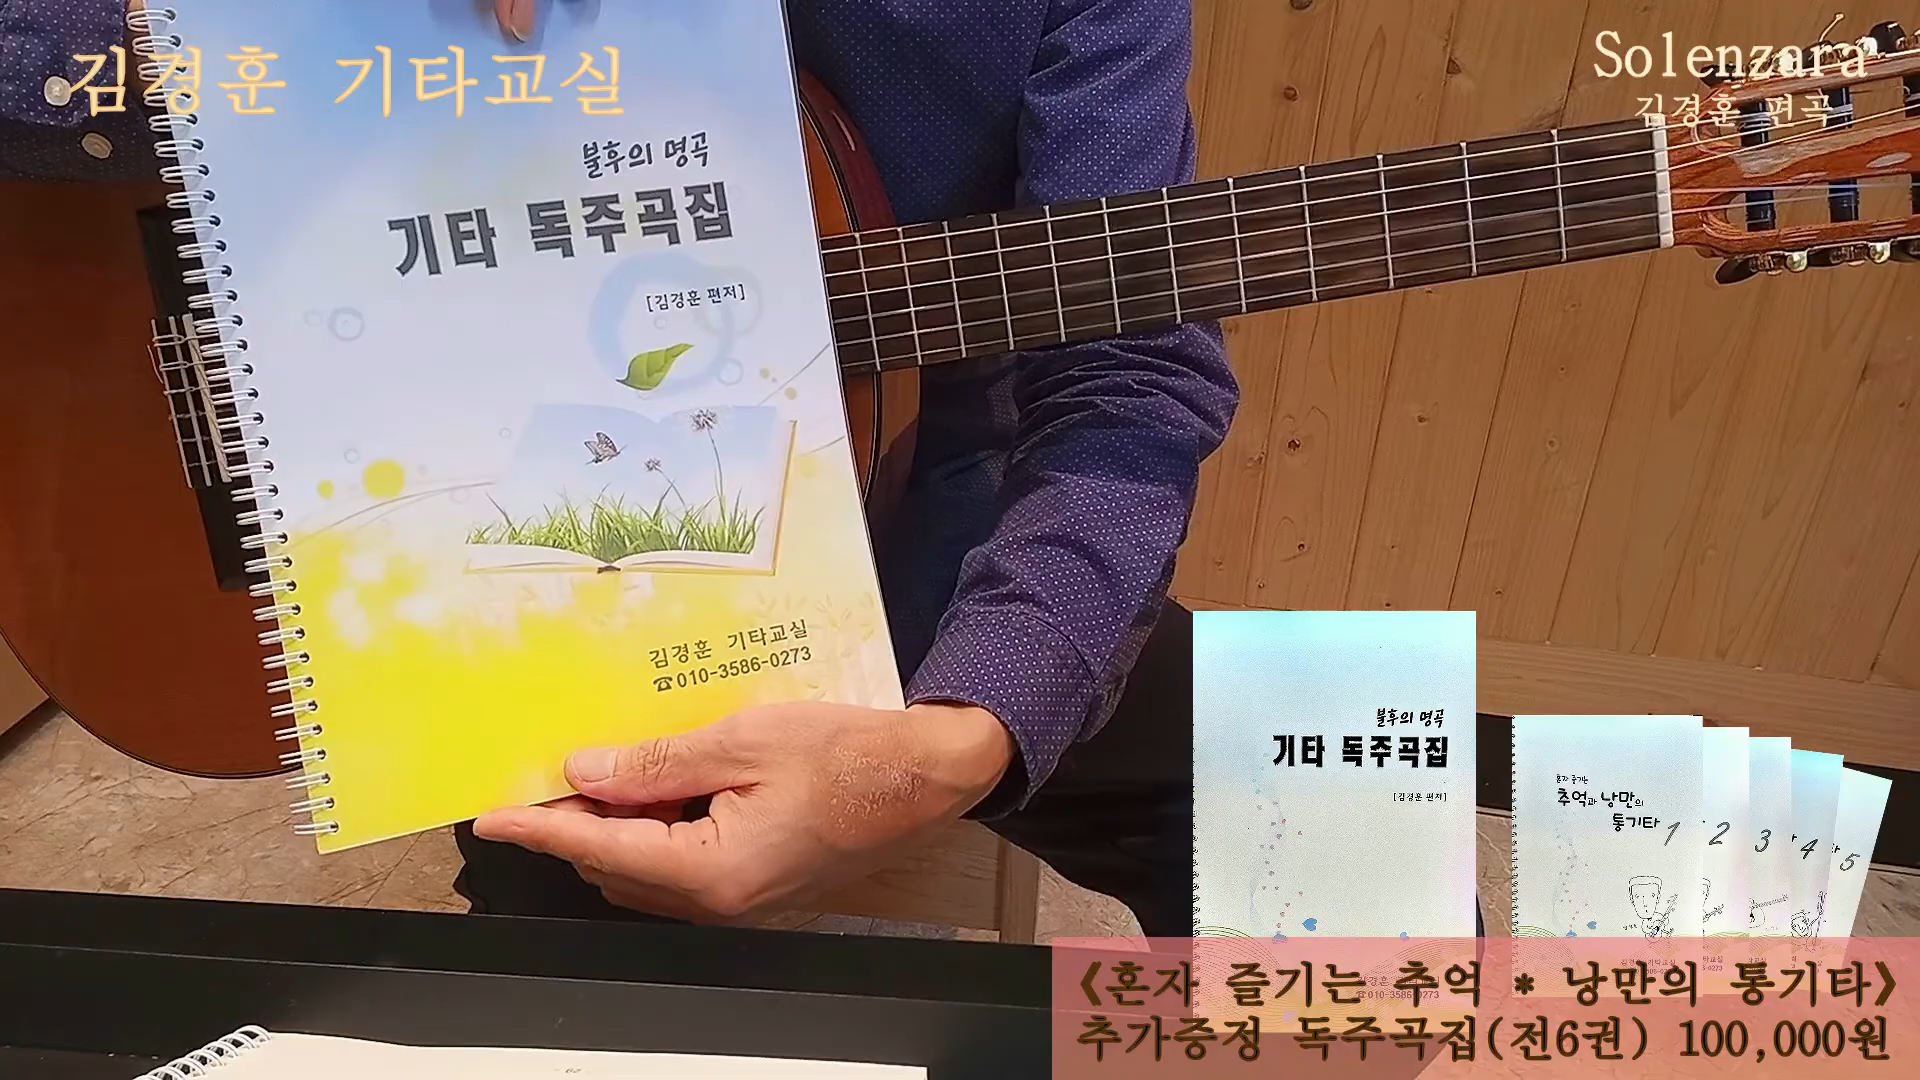 김경훈 기타교실
Solenzara
김경훈 편곡
불후의 명곡
기타 독주곡집
[김경훈 편저]
김경훈 기타교실
☎010-3586-0273
불후의 명곡
기타 독주곡집
[김경훈 편저]
☎010-3586-0273
혼자 즐기는
추억과 낭만의
통기타 1
2
3
4
5
《혼자 즐기는 추억 * 낭만의 통기타》
추가증정 독주곡집(전6권) 100,000원